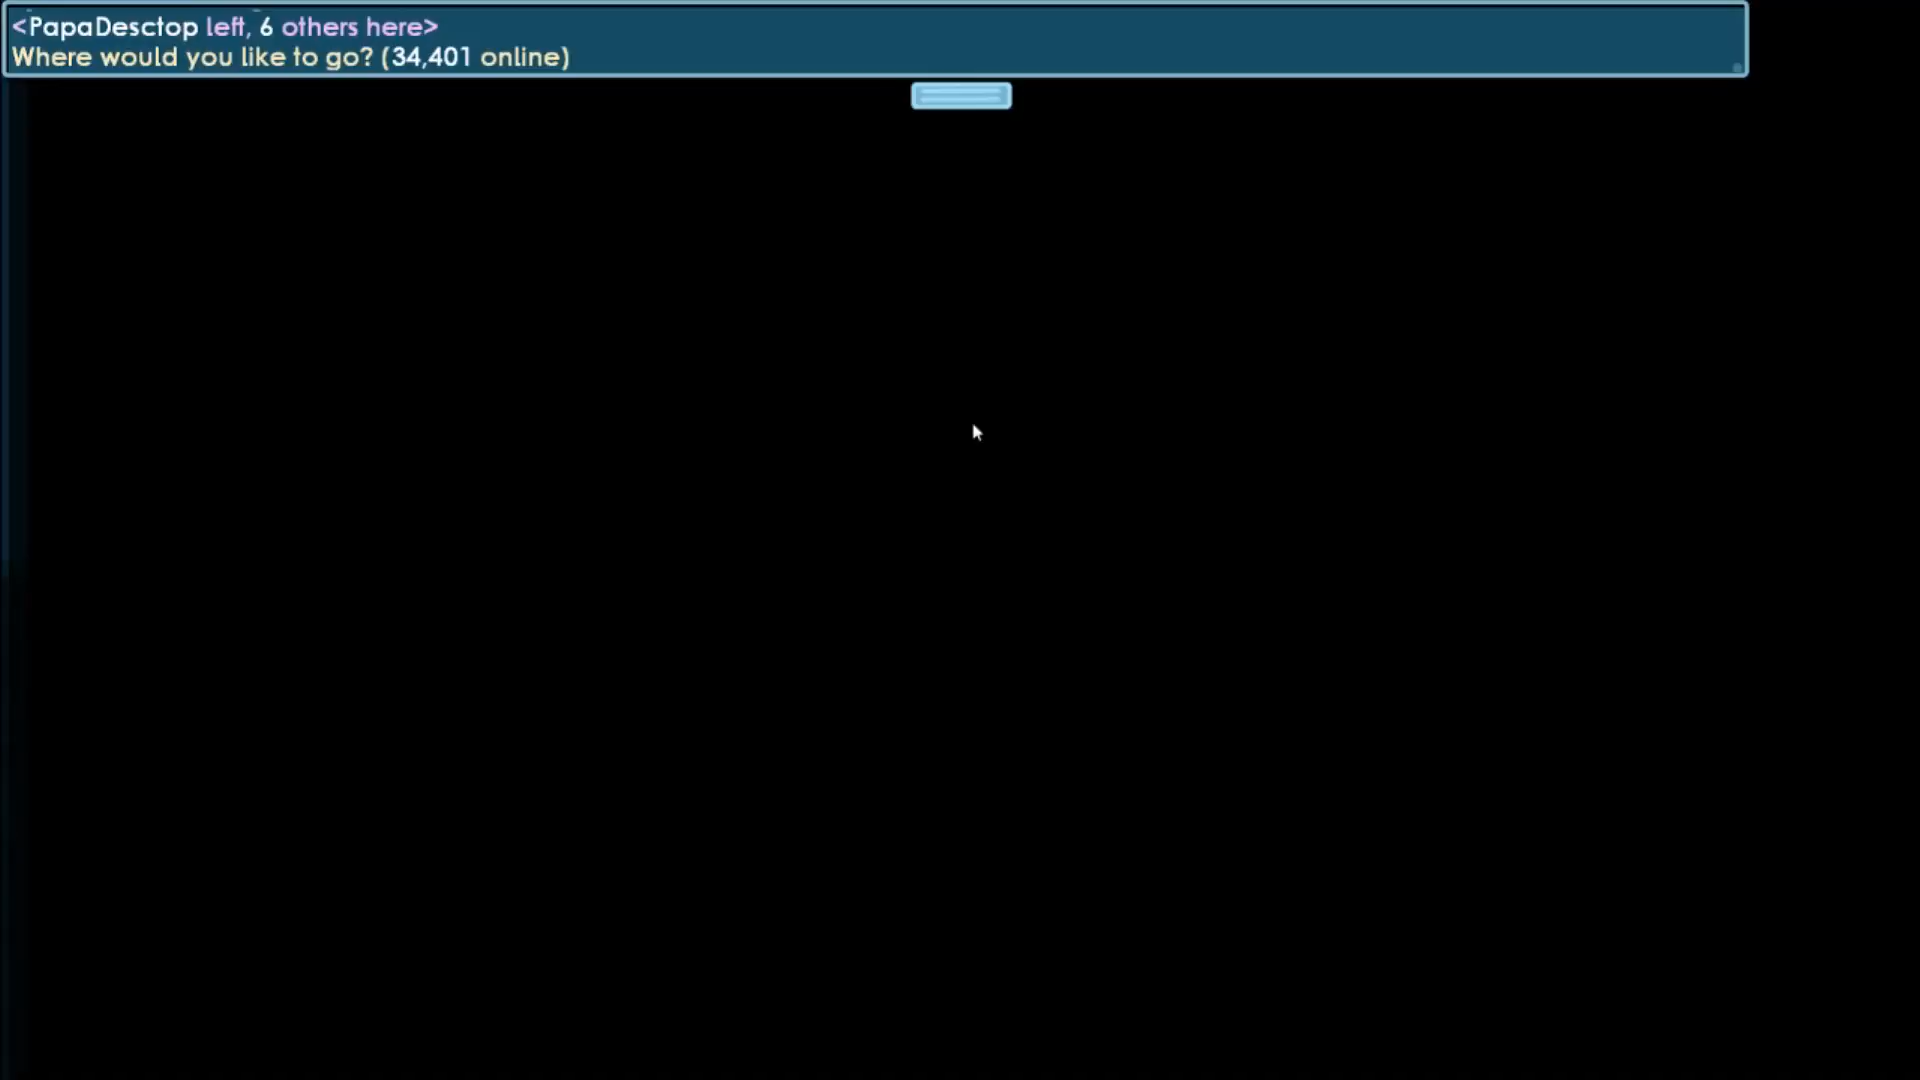 <PapaDesctop left, 6 others here>
Where would you like to go? (34,401 online)